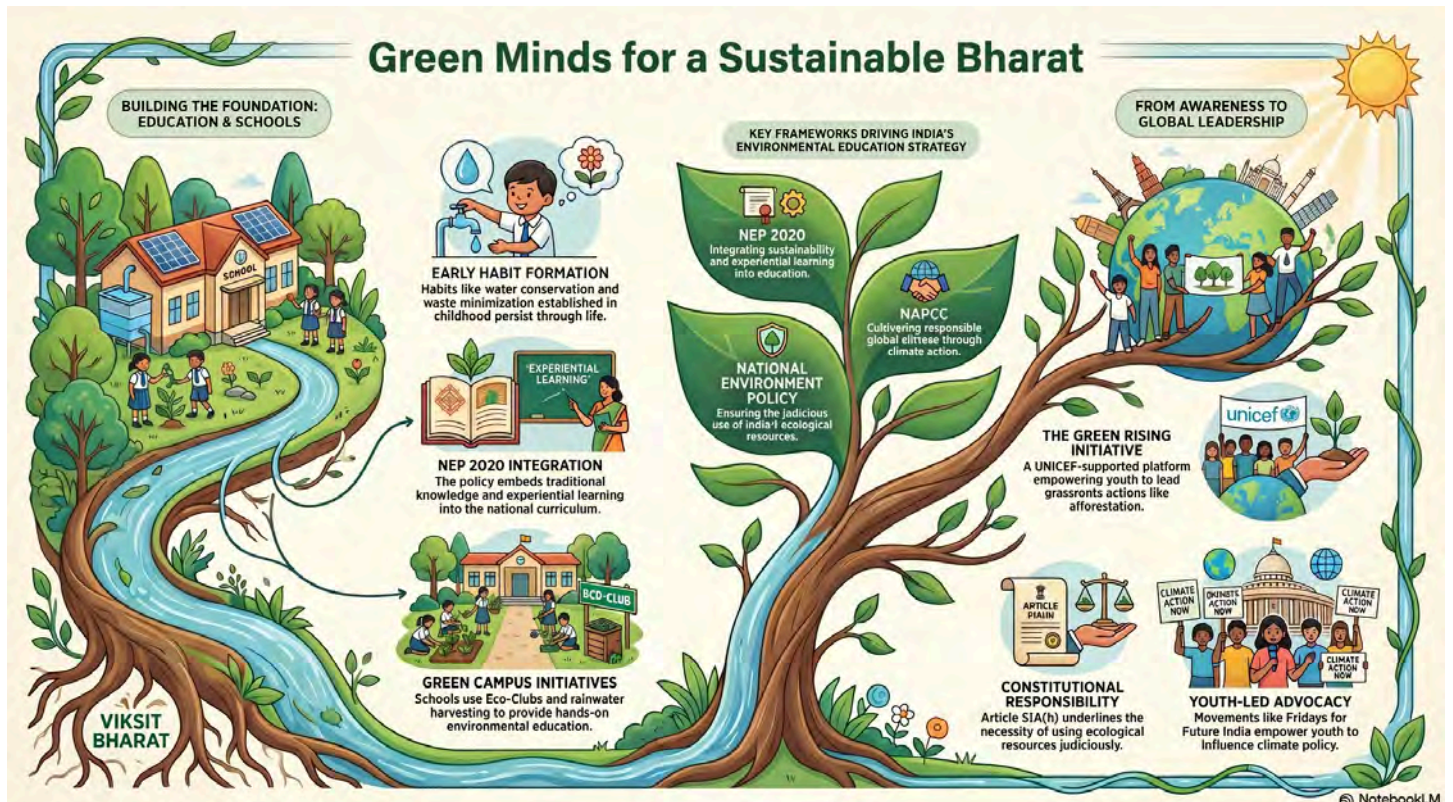 Green Minds for a Sustainable Bharat
BUILDING THE FOUNDATION:
EDUCATION & SCHOOLS
SCHOOL
VIKSIT
BHARAT
EARLY HABIT FORMATION
Habits like water conservation and
waste minimization established in
childhood persist through life.
'EXPERIENTIAL
LEARNING'
NEP 2020 INTEGRATION
The policy embeds traditional
knowledge and experiential learning
into the national curriculum.
BCD-CLUB
GREEN CAMPUS INITIATIVES
Schools use Eco-Clubs and rainwater
harvesting to provide hands-on
environmental education.
KEY FRAMEWORKS DRIVING INDIA'S
ENVIRONMENTAL EDUCATION STRATEGY
NEP 2020
Integrating sustainability
and experiential learning
into education.
NAPCC
Cultivering responsible
global elitese through
climate action.
NATIONAL
ENVIRONMENT
POLICY
Ensuring the jadicious
use of india'l ecological
resources.
FROM AWARENESS TO
GLOBAL LEADERSHIP
unicef
THE GREEN RISING
INITIATIVE
A UNICEF-supported platform
empowering youth to lead
grassronts actions like
afforestation.
ARTICLE
PIAIIN
CONSTITUTIONAL
RESPONSIBILITY
Article SIA(h) underlines the
necessity of using ecological
resources judiciously.
CLIMATE
ACTION
NOW
OKINISTE
ACTION
NOW
CLIMATE
ACTION
NOW
CLIMATE
ACTION
NOW
YOUTH-LED ADVOCACY
Movements like Fridays for
Future India empower youth to
Influence climate policy.
NotebookLM